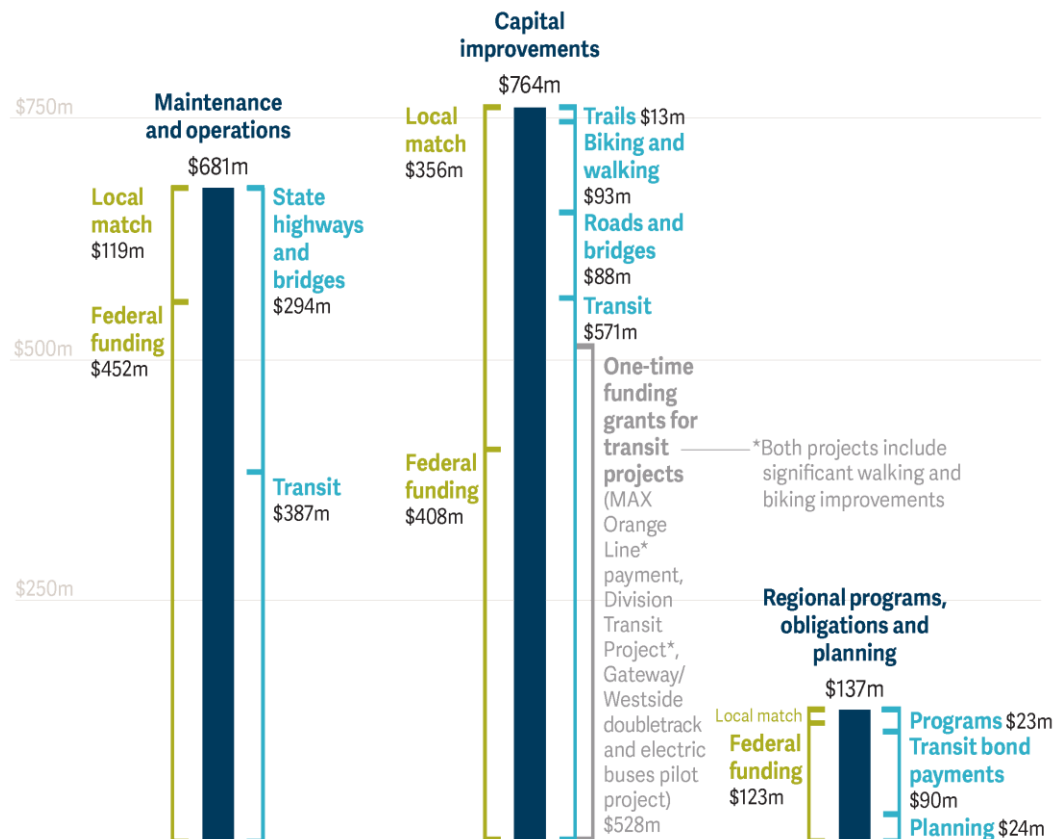 Capital
improvements
$764m
$750m
Maintenance
and operations
$681m
Local
match
$119m
Federal
funding
$452m
State
highways
and
bridges
$294m
Transit
$387m
Local
match
$356m
Federal
funding
$408m
Trails $13m
Biking and
walking
$93m
Roads and
bridges
$88m
Transit
$571m
$500m
One-time
funding
grants for
transit
projects
(MAX
Orange
Line*
payment,
Division
Transit
Project*,
Gateway/
Westside
doubletrack
and electric
buses pilot
project)
$528m
*Both projects include
significant walking and
biking improvements
$250m
Regional programs,
obligations and
planning
$137m
Local match
Federal
funding
$123m
Programs $23m
Transit bond
payments
$90m
Planning $24m